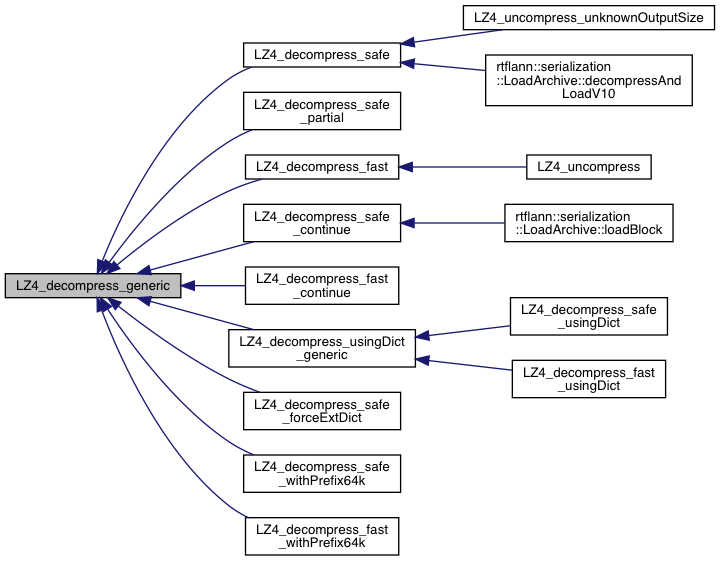 LZ4_uncompress_unknownOutputSize
LZ4_decompress_safe
rtflann::serialization
::LoadArchive::decompressAnd
LoadV10
LZ4_decompress_safe
_partial
LZ4_decompress_fast
LZ4_uncompress
LZ4_decompress_safe
_continue
rtflann::serialization
::LoadArchive::loadBlock
LZ4_decompress_generic
LZ4_decompress_fast
_continue
LZ4_decompress_safe
_usingDict
LZ4_decompress_usingDict
_generic
LZ4_decompress_fast
_usingDict
LZ4_decompress_safe
_forceExtDict
LZ4_decompress_safe
_withPrefix64k
LZ4_decompress_fast
_withPrefix64k